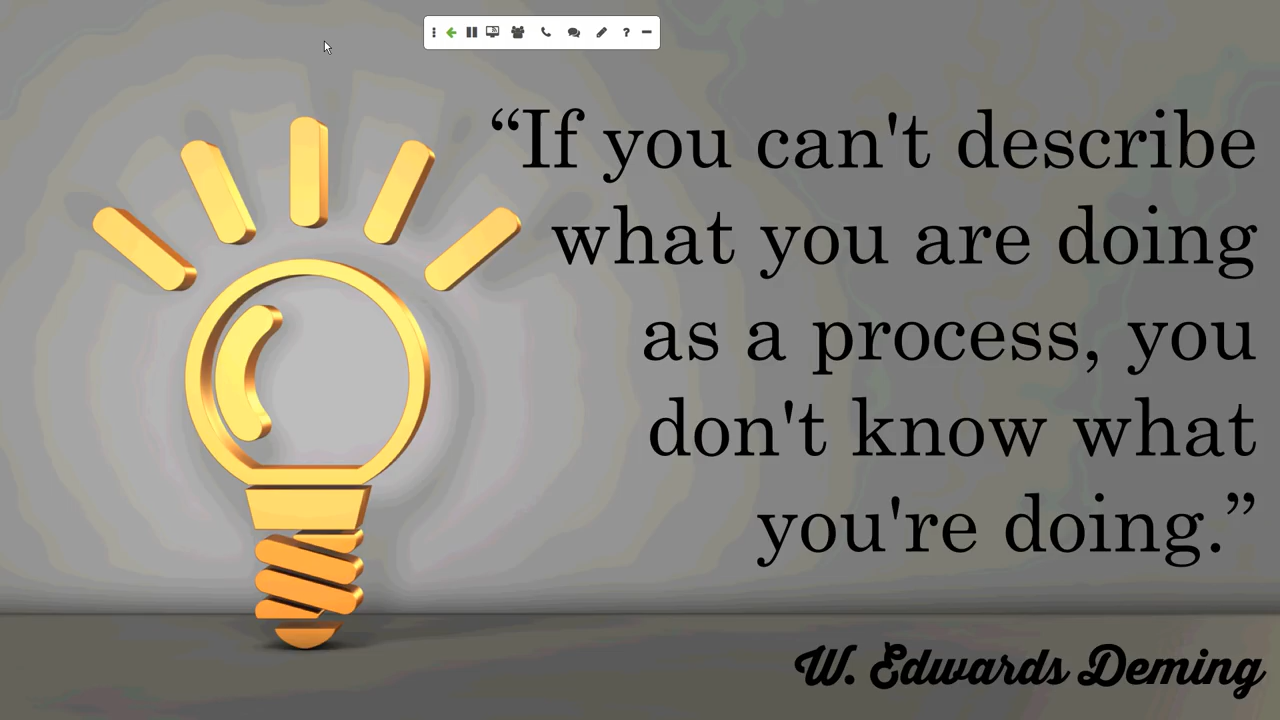 “If you can't describe
what you are doing
as a process, you
don't know what
you're doing.”
W. Edwards Deming